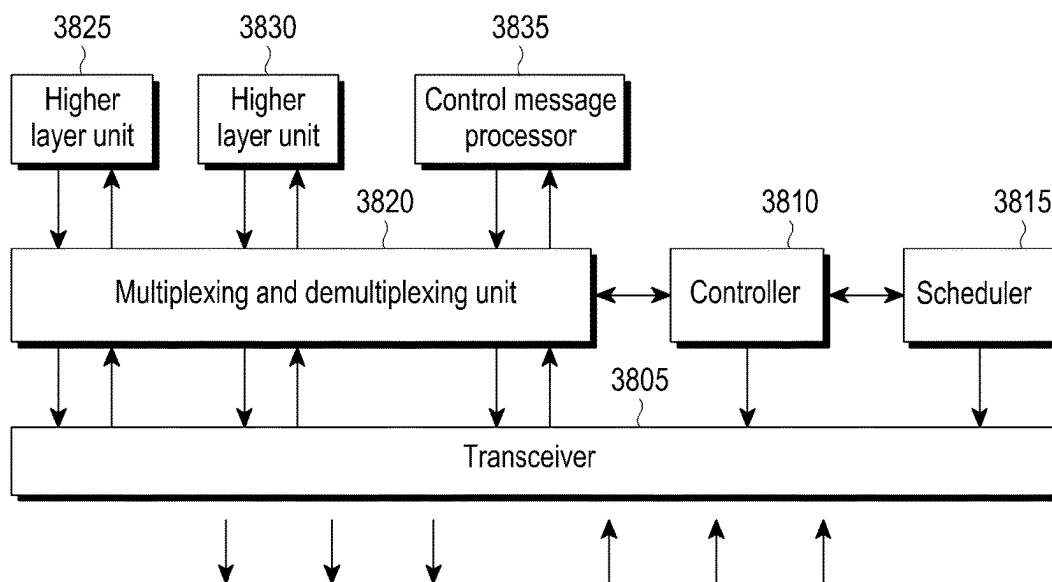 3825
3830
3835
Higher
layer unit
Higher
layer unit
Control message
processor
3820
3810
3815
Multiplexing and demultiplexing unit
Controller
Scheduler
3805
Transceiver